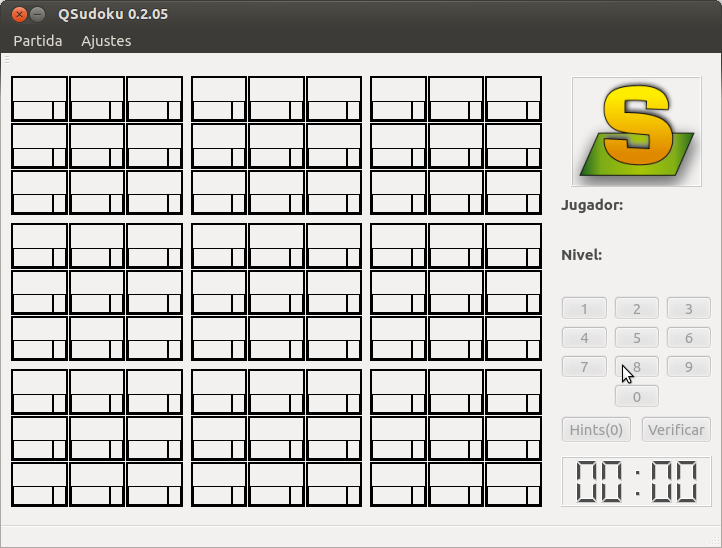 QSudoku 0.2.05
Partida Ajustes
S
Jugador:
Nivel:
1 2 3
4 5 6
7 8 9
0
Hints(0) Verificar
00:00